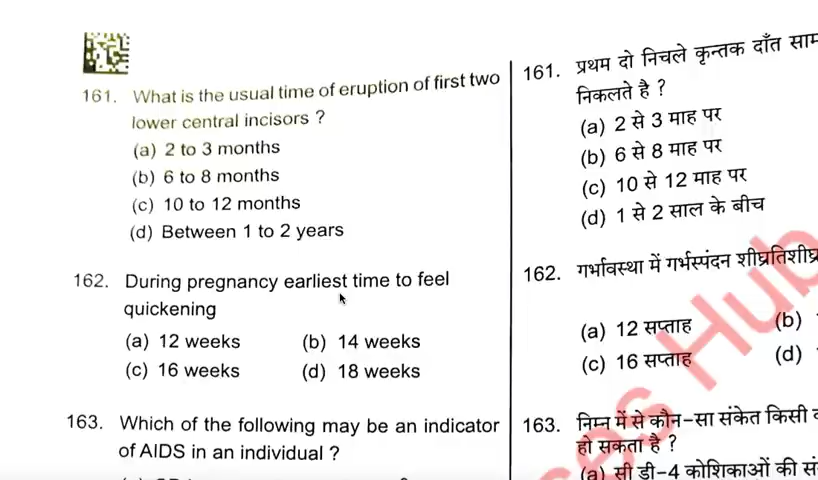 161. What is the usual time of eruption of first two
lower central incisors ?
(a) 2 to 3 months
(b) 6 to 8 months
(c) 10 to 12 months
(d) Between 1 to 2 years
162. During pregnancy earliest time to feel
quickening
(a) 12 weeks (b) 14 weeks
(c) 16 weeks (d) 18 weeks
163. Which of the following may be an indicator
of AIDS in an individual ?
161. प्रथम दो निचले कृन्तक दाँत
निकलते है ?
(a) 2 से 3 माह पर
(b) 6 से 8 माह पर
(c) 10 से 12 माह पर
(d) 1 से 2 साल के बीच
162. गर्भावस्था में गर्भस्पंदन
(a) 12 सप्ताह (b)
(c) 16 सप्ताह (d)
163. निम्न में से कौन-सा संकेत किसी
हो सकता है ?
(a) सी डी-4 कोशिकाओं की
Hub